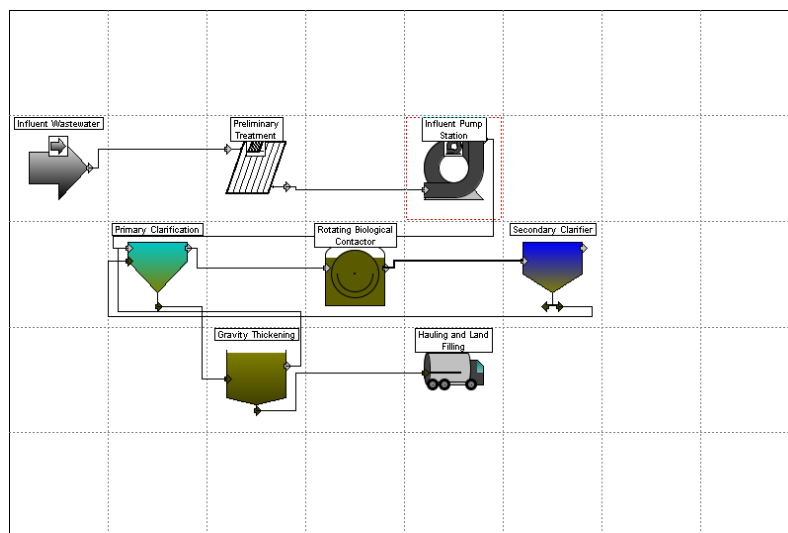 Influent Wastewater
Preliminary
Treatment
Influent Pump
Station
Primary Clarification
Rotating Biological
Contactor
Secondary Clarifier
Gravity Thickening
Hauling and Land
Filling